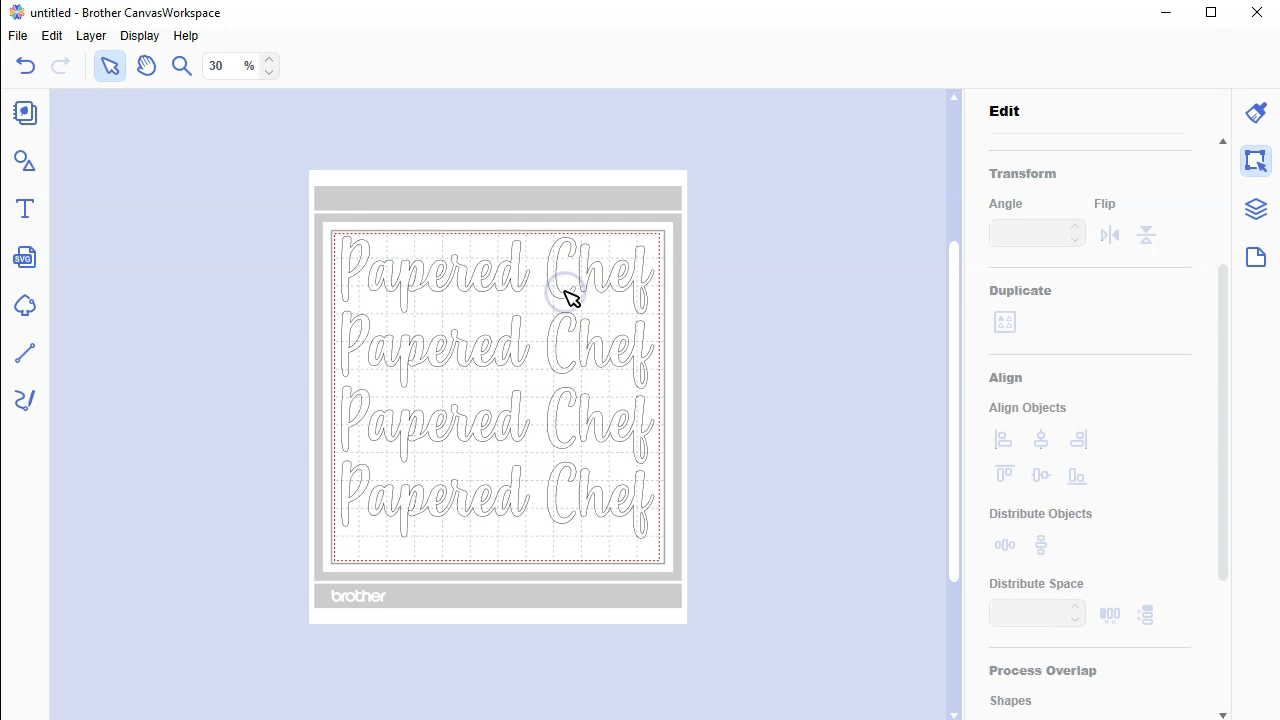 untitled - Brother CanvasWorkspace
File Edit Layer Display Help
30 %
SVG
Edit
Transform
Angle Flip
Duplicate
Align
Align Objects
Distribute Objects
Distribute Space
Process Overlap
Shapes
Papered Chef
Papered Chef
Papered Chef
Papered Chef
brother